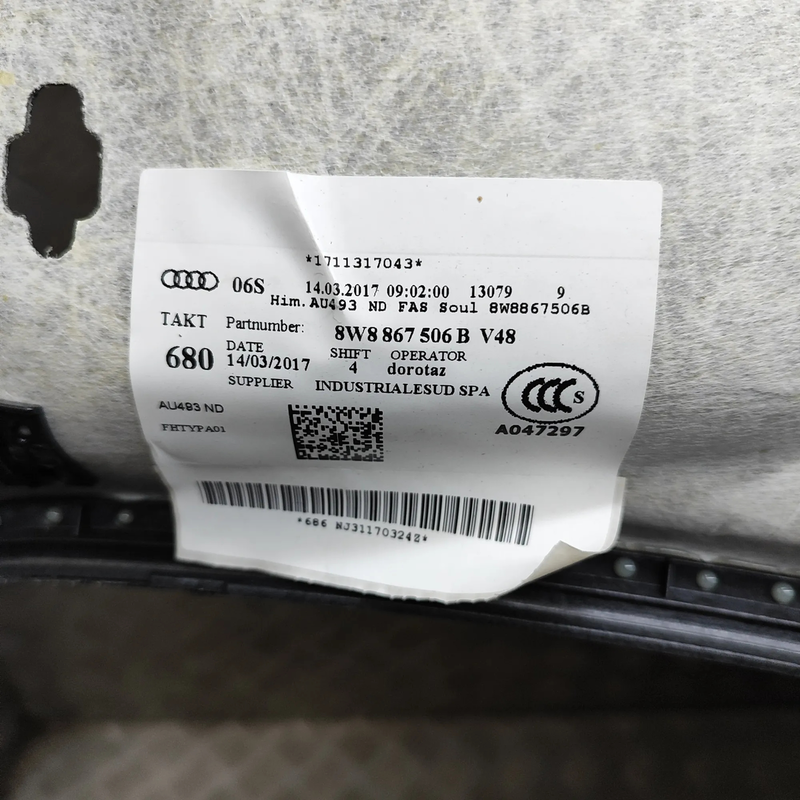 *1711317043*
06S 14.03.2017 09:02:00 13079 9
Him. AU493 ND FAS Soul 8W8867506B
TAKT Partnumber: 8W8 867 506 B V48
680 DATE SHIFT OPERATOR
14/03/2017 4 dorotaz
SUPPLIER INDUSTRIALESUD SPA
CCC S
AU493 ND
FHTYPA01
A047297
*686 NJ311703242*